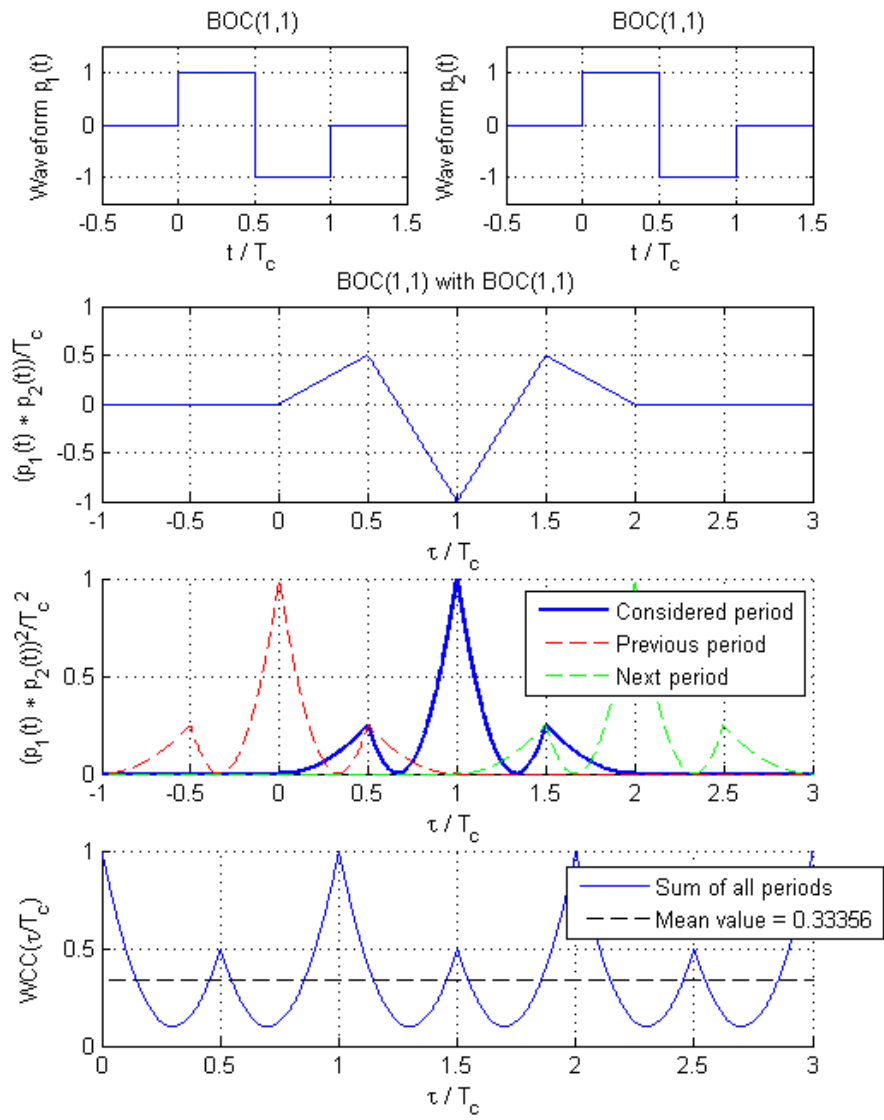 BOC(1,1)
BOC(1,1)
Waveform p1(t)
1
0
-1
-0.5 0 0.5 1 1.5
t / Tc
Waveform p2(t)
1
0
-1
-0.5 0 0.5 1 1.5
t / Tc
BOC(1,1) with BOC(1,1)
(p1(t) * p2(t))/Tc
1
0.5
0
-0.5
-1
-1 -0.5 0 0.5 1 1.5 2 2.5 3
τ / Tc
(p1(t) * p2(t))²/Tc²
1
0.5
0
Considered period
Previous period
Next period
-1 -0.5 0 0.5 1 1.5 2 2.5 3
τ / Tc
WCC(τ/Tc)
1
0.5
0
Sum of all periods
Mean value = 0.33356
0 0.5 1 1.5 2 2.5 3
τ / Tc